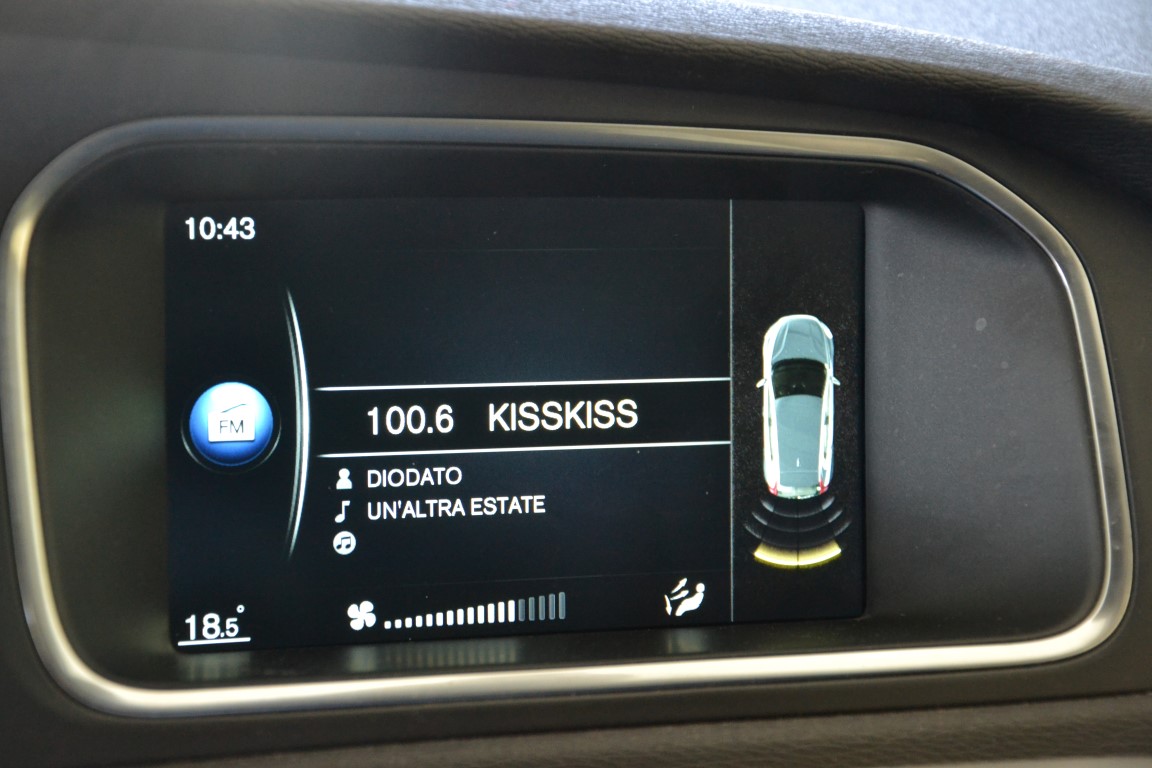 10:43
FM
100.6 KISSKISS
DIODATO
UN'ALTRA ESTATE
18.5°